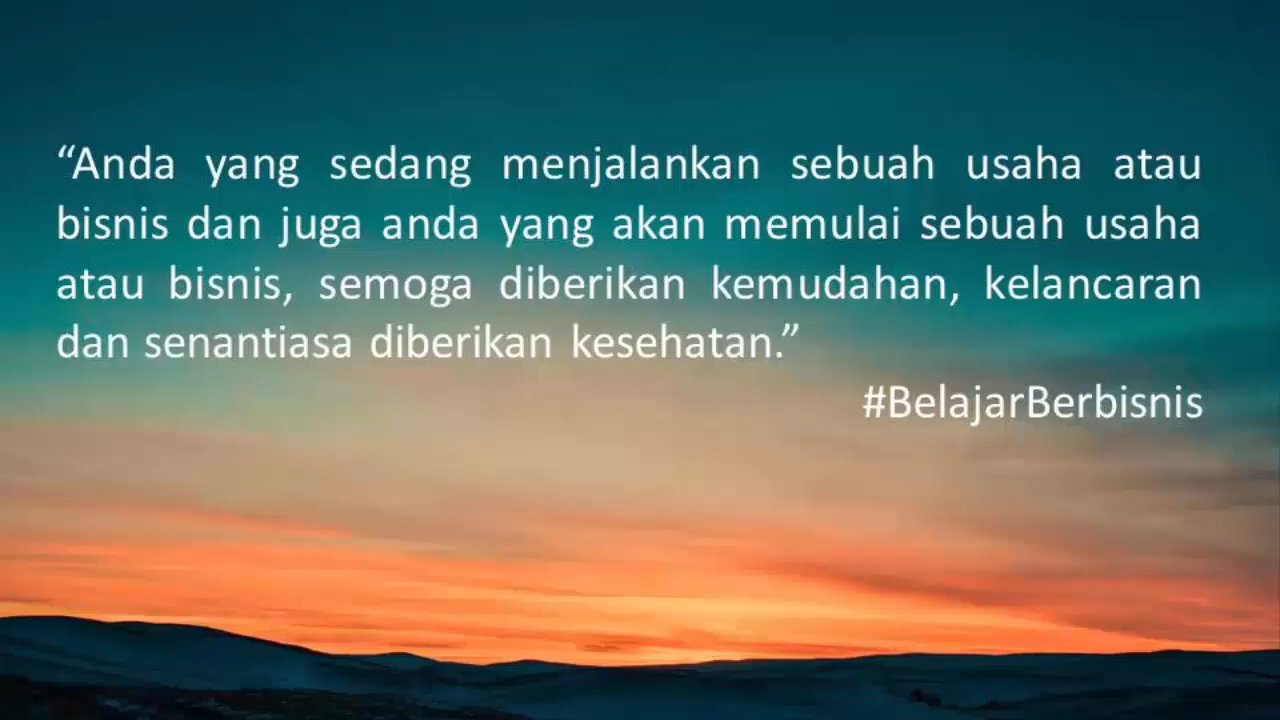 “Anda yang sedang menjalankan sebuah usaha atau
bisnis dan juga anda yang akan memulai sebuah usaha
atau bisnis, semoga diberikan kemudahan, kelancaran
dan senantiasa diberikan kesehatan.”
#BelajarBerbisnis